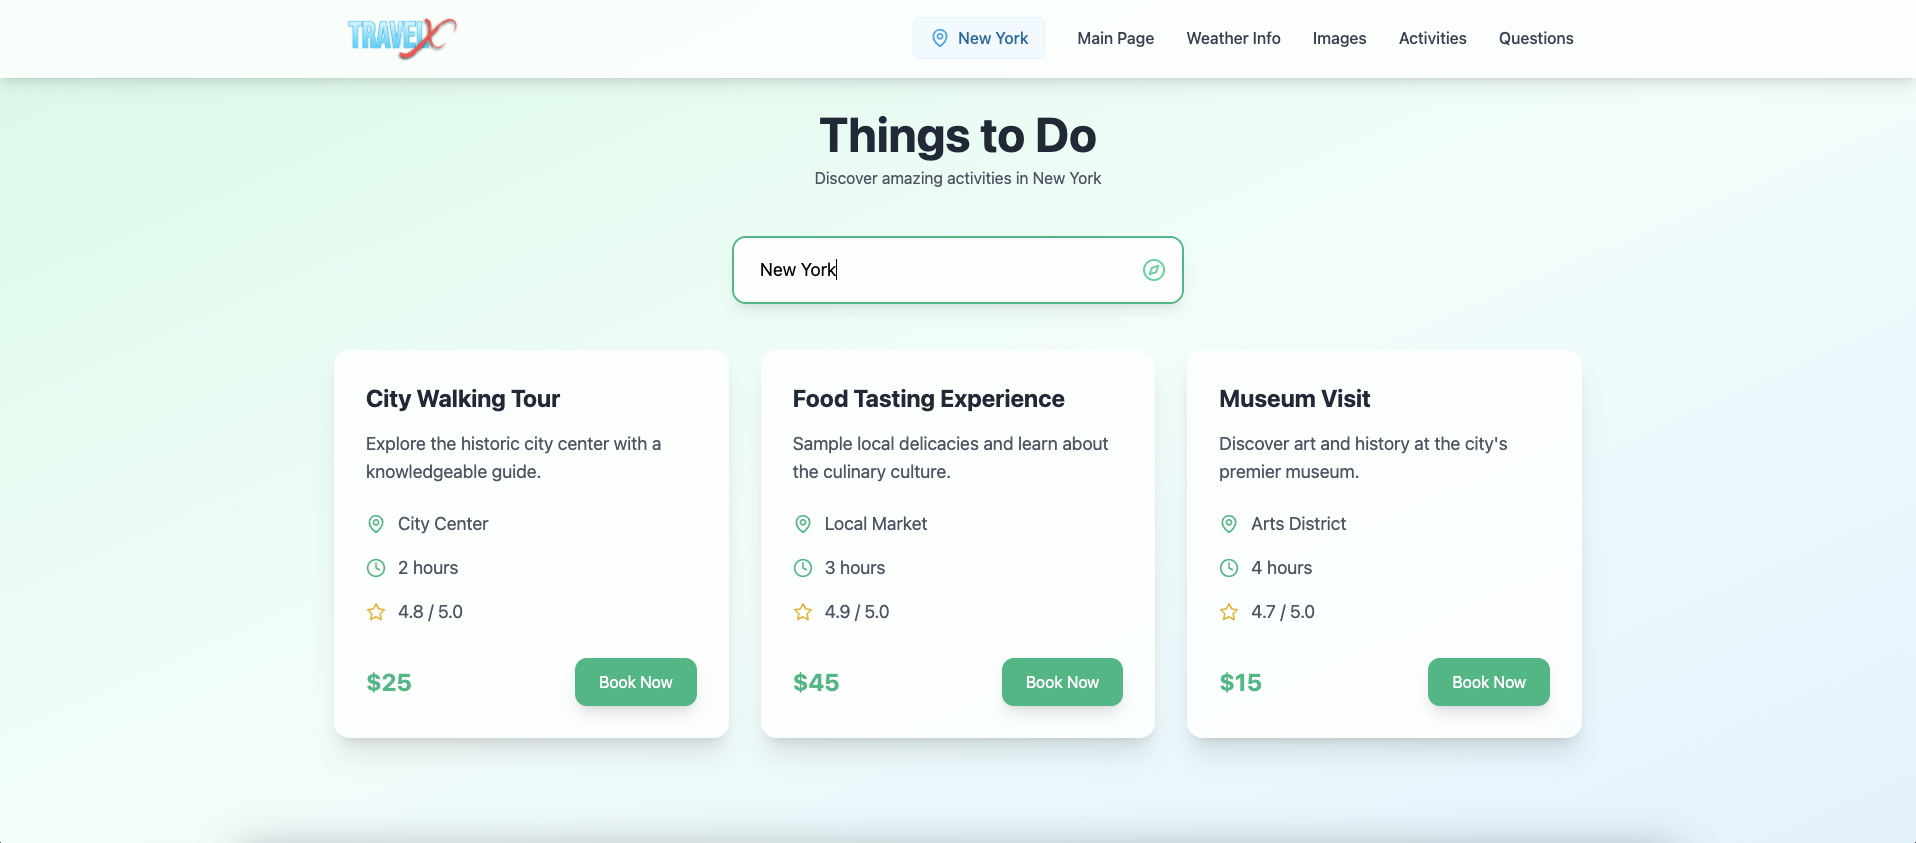 TRAVELX
New York
Main Page
Weather Info
Images
Activities
Questions
Things to Do
Discover amazing activities in New York
New York
City Walking Tour
Explore the historic city center with a
knowledgeable guide.
City Center
2 hours
4.8 / 5.0
$25
Book Now
Food Tasting Experience
Sample local delicacies and learn about
the culinary culture.
Local Market
3 hours
4.9 / 5.0
$45
Book Now
Museum Visit
Discover art and history at the city's
premier museum.
Arts District
4 hours
4.7 / 5.0
$15
Book Now